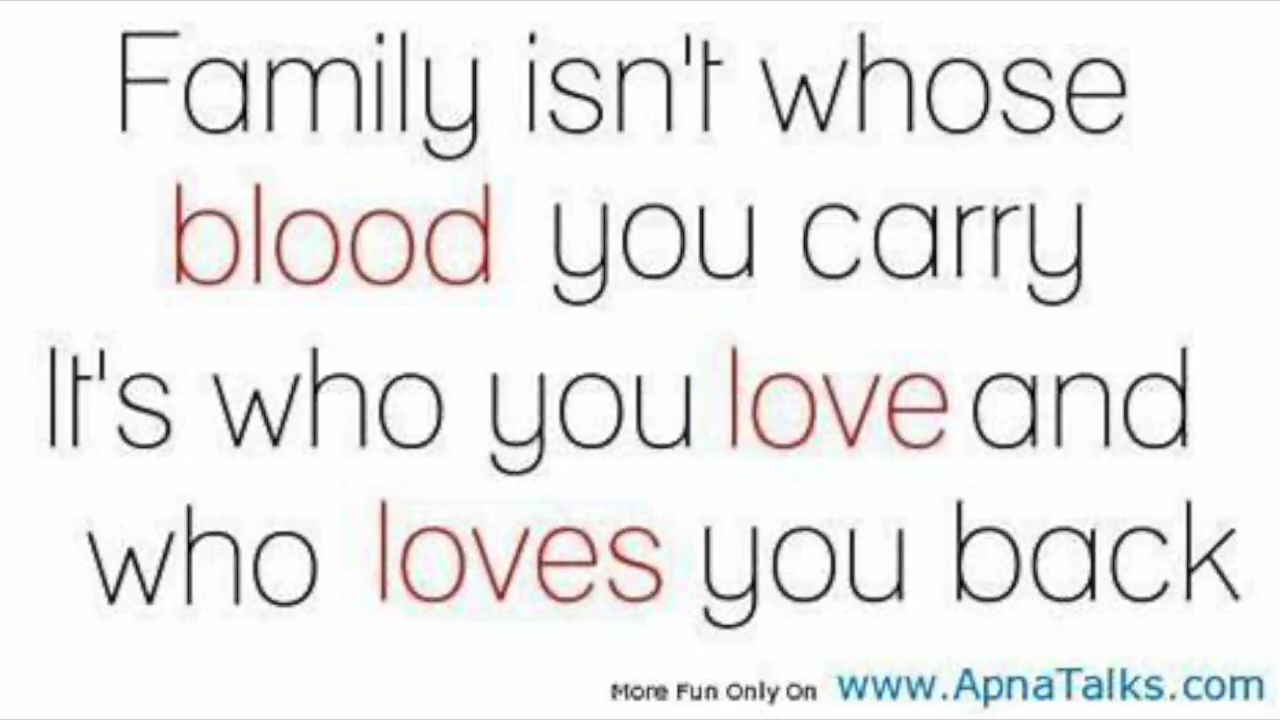 Family isn't whose
blood you carry
It's who you love and
who loves you back
More Fun Only On www.ApnaTalks.com